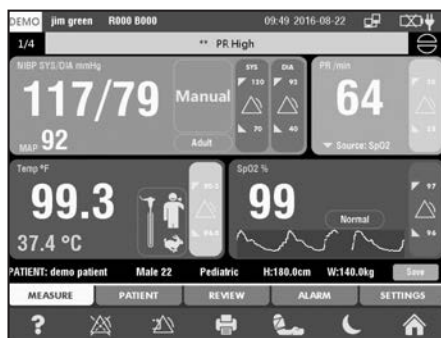 DEMO jim green R000 B000 09:49 2016-08-22
1/4 ** PR High
NIBP SYS/DIA mmHg SYS DIA PR /min
130 92
117/79 Manual 64
70 40
MAP 92 Adult Source: SpO2
Temp °F SpO2 %
97
99.3 99 Normal
37.4 °C 94
PATIENT: demo patient Male 22 Pediatric H:180.0cm W:140.0kg Save
MEASURE PATIENT REVIEW ALARM SETTINGS
?